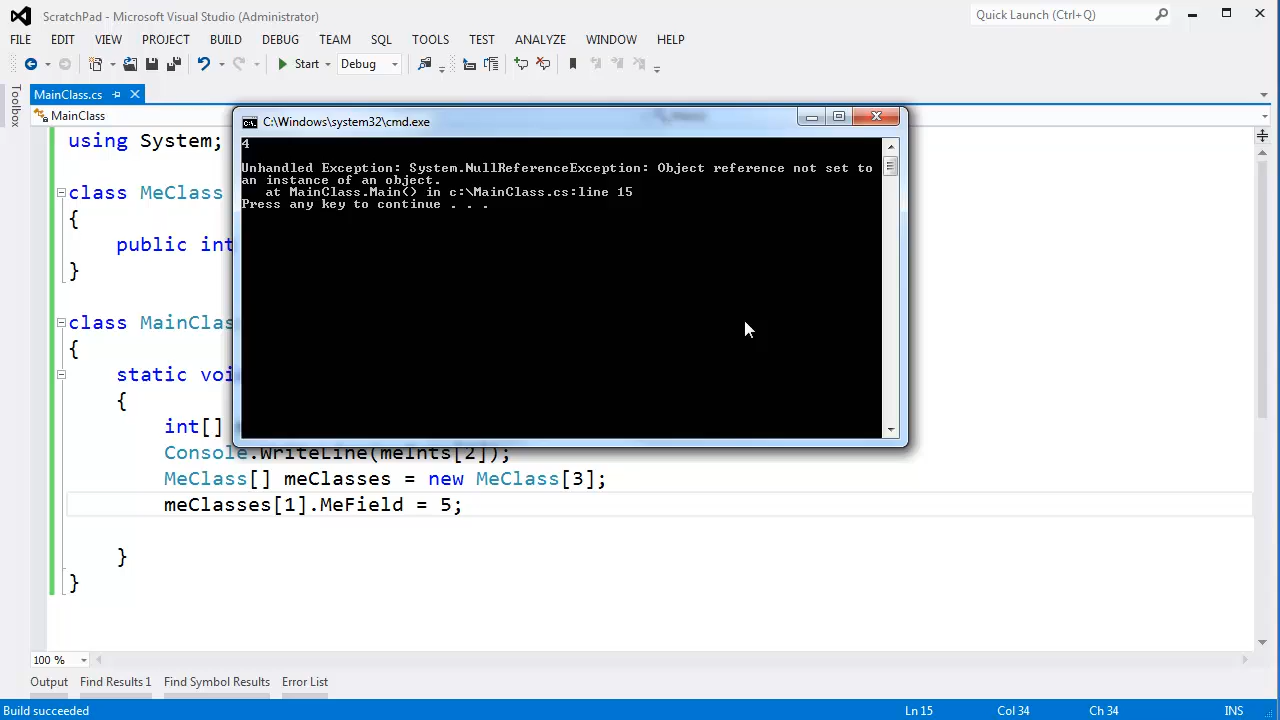 ScratchPad - Microsoft Visual Studio (Administrator)
Quick Launch (Ctrl+Q)
FILE EDIT VIEW PROJECT BUILD DEBUG TEAM SQL TOOLS TEST ANALYZE WINDOW HELP
Start Debug
Toolbox
MainClass.cs
MainClass
C:\Windows\system32\cmd.exe
4
Unhandled Exception: System.NullReferenceException: Object reference not set to
an instance of an object.
at MainClass.Main() in c:\MainClass.cs:line 15
Press any key to continue . . .
using System;
class MeClass
{
public int
}
class MainClas
{
static voi
{
int[]
Console.WriteLine(meInts[2]);
MeClass[] meClasses = new MeClass[3];
meClasses[1].MeField = 5;
}
}
100 %
Output Find Results 1 Find Symbol Results Error List
Build succeeded Ln 15 Col 34 Ch 34 INS